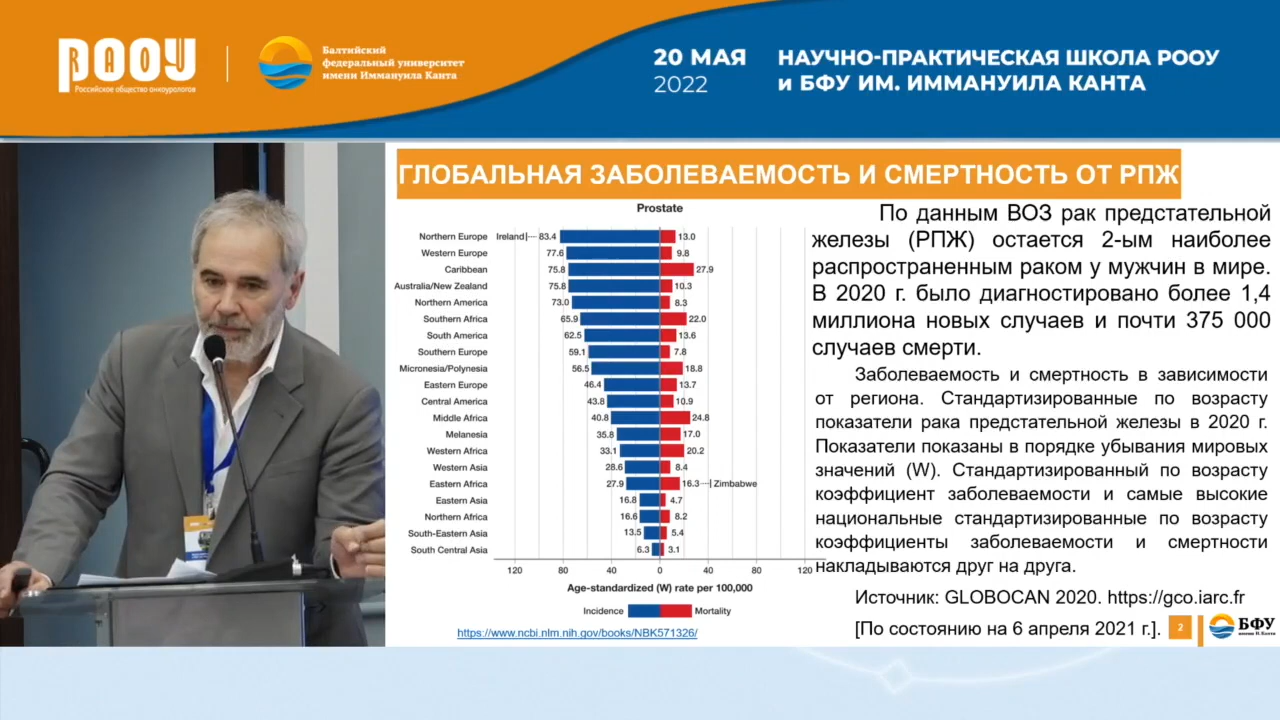 РООУ
RAOU
Российское общество онкоурологов
Балтийский
федеральный университет
имени Иммануила Канта
20 МАЯ
2022
НАУЧНО-ПРАКТИЧЕСКАЯ ШКОЛА РООУ
и БФУ ИМ. ИММАНУИЛА КАНТА
ГЛОБАЛЬНАЯ ЗАБОЛЕВАЕМОСТЬ И СМЕРТНОСТЬ ОТ РПЖ
Prostate
Northern Europe Ireland 83.4 13.0
Western Europe 77.6 9.8
Caribbean 75.8 27.9
Australia/New Zealand 75.8 10.3
Northern America 73.0 8.3
Southern Africa 65.9 22.0
South America 62.5 13.6
Southern Europe 59.1 7.8
Micronesia/Polynesia 56.5 18.8
Eastern Europe 46.4 13.7
Central America 43.8 10.9
Middle Africa 40.8 24.8
Melanesia 35.8 17.0
Western Africa 33.1 20.2
Western Asia 28.6 8.4
Eastern Africa 27.9 16.3 Zimbabwe
Eastern Asia 16.8 4.7
Northern Africa 16.6 8.2
South-Eastern Asia 13.5 5.4
South Central Asia 6.3 3.1
120 80 40 0 40 80 120
Age-standardized (W) rate per 100,000
Incidence Mortality
https://www.ncbi.nlm.nih.gov/books/NBK571326/
По данным ВОЗ рак предстательной
железы (РПЖ) остается 2-ым наиболее
распространенным раком у мужчин в мире.
В 2020 г. было диагностировано более 1,4
миллиона новых случаев и почти 375 000
случаев смерти.
Заболеваемость и смертность в зависимости
от региона. Стандартизированные по возрасту
показатели рака предстательной железы в 2020 г.
Показатели показаны в порядке убывания мировых
значений (W). Стандартизированный по возрасту
коэффициент заболеваемости и самые высокие
национальные стандартизированные по возрасту
коэффициенты заболеваемости и смертности
накладываются друг на друга.
Источник: GLOBOCAN 2020. https://gco.iarc.fr
[По состоянию на 6 апреля 2021 г.].
2
БФУ
имени И. Канта